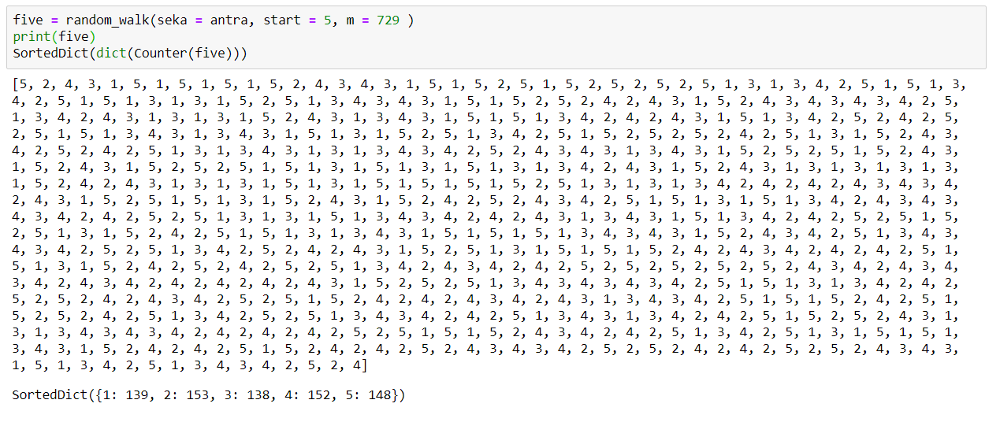 five = random_walk(seka = antra, start = 5, m = 729 )
print(five)
SortedDict(dict(Counter(five)))
[5, 2, 4, 3, 1, 5, 1, 5, 1, 5, 1, 5, 2, 4, 3, 4, 3, 1, 5, 1, 5, 2, 5, 1, 5, 2, 5, 2, 5, 2, 5, 1, 3, 1, 3, 4, 2, 5, 1, 5, 1, 3,
4, 2, 5, 1, 5, 1, 3, 1, 3, 1, 5, 2, 5, 1, 3, 4, 3, 4, 3, 1, 5, 1, 5, 2, 5, 2, 4, 2, 4, 3, 1, 5, 2, 4, 3, 4, 3, 4, 3, 4, 2, 5,
1, 3, 4, 2, 4, 3, 1, 3, 1, 3, 1, 5, 2, 4, 3, 1, 3, 4, 3, 1, 5, 1, 5, 1, 3, 4, 2, 4, 2, 4, 3, 1, 5, 1, 3, 4, 2, 5, 2, 4, 2, 5,
2, 5, 1, 5, 1, 3, 4, 3, 1, 3, 4, 3, 1, 5, 1, 3, 1, 5, 2, 5, 1, 3, 4, 2, 5, 1, 5, 2, 5, 2, 5, 2, 4, 2, 5, 1, 3, 1, 5, 2, 4, 3,
4, 2, 5, 2, 4, 2, 5, 1, 3, 1, 3, 4, 3, 1, 3, 1, 3, 4, 3, 4, 2, 5, 2, 4, 3, 4, 3, 1, 3, 4, 3, 1, 5, 2, 5, 2, 5, 1, 5, 2, 4, 3,
1, 5, 2, 4, 3, 1, 5, 2, 5, 2, 5, 1, 5, 1, 3, 1, 5, 1, 3, 1, 5, 1, 3, 1, 3, 4, 2, 4, 3, 1, 5, 2, 4, 3, 1, 3, 1, 3, 1, 3, 1, 3,
1, 5, 2, 4, 2, 4, 3, 1, 3, 1, 3, 1, 5, 1, 3, 1, 5, 1, 5, 1, 5, 1, 5, 2, 5, 1, 3, 1, 3, 1, 3, 4, 2, 4, 2, 4, 2, 4, 3, 4, 3, 4,
2, 4, 3, 1, 5, 2, 5, 1, 5, 1, 3, 1, 5, 2, 4, 3, 1, 5, 2, 4, 2, 5, 2, 4, 3, 4, 2, 5, 1, 5, 1, 3, 1, 5, 1, 3, 4, 2, 4, 3, 4, 3,
4, 3, 4, 2, 4, 2, 5, 2, 5, 1, 3, 1, 3, 1, 5, 1, 3, 4, 3, 4, 2, 4, 2, 4, 3, 1, 3, 4, 3, 1, 5, 1, 3, 4, 2, 4, 2, 5, 2, 5, 1, 5,
2, 5, 1, 3, 1, 5, 2, 4, 2, 5, 1, 5, 1, 3, 1, 3, 4, 3, 1, 5, 1, 5, 1, 5, 1, 3, 4, 3, 4, 3, 1, 5, 2, 4, 3, 4, 2, 5, 1, 3, 4, 3,
4, 3, 4, 2, 5, 2, 5, 1, 3, 4, 2, 5, 2, 4, 2, 4, 3, 1, 5, 2, 5, 1, 3, 1, 5, 1, 5, 1, 5, 2, 4, 2, 4, 3, 4, 2, 4, 2, 4, 2, 5, 1,
5, 1, 3, 1, 5, 2, 4, 2, 5, 2, 4, 2, 5, 2, 5, 1, 3, 4, 2, 4, 3, 4, 2, 4, 2, 5, 2, 5, 2, 5, 2, 5, 2, 5, 2, 4, 3, 4, 2, 4, 3, 4,
3, 4, 2, 4, 3, 4, 2, 4, 2, 4, 2, 4, 2, 4, 3, 1, 5, 2, 5, 2, 5, 1, 3, 4, 3, 4, 3, 4, 3, 4, 2, 5, 1, 5, 1, 3, 1, 3, 4, 2, 4, 2,
5, 2, 5, 2, 4, 2, 4, 3, 4, 2, 5, 2, 5, 1, 5, 2, 4, 2, 4, 2, 4, 3, 4, 2, 4, 3, 1, 3, 4, 3, 4, 2, 5, 1, 5, 1, 5, 2, 4, 2, 5, 1,
5, 2, 5, 2, 4, 2, 5, 1, 3, 4, 2, 5, 2, 5, 1, 3, 4, 3, 4, 2, 4, 2, 5, 1, 3, 4, 3, 1, 3, 4, 2, 4, 2, 5, 1, 5, 2, 5, 2, 4, 3, 1,
3, 1, 3, 4, 3, 4, 3, 4, 2, 4, 2, 4, 2, 4, 2, 5, 2, 5, 1, 5, 1, 5, 2, 4, 3, 4, 2, 4, 2, 5, 1, 3, 4, 2, 5, 1, 3, 1, 5, 1, 5, 1,
3, 4, 3, 1, 5, 2, 4, 2, 4, 2, 5, 1, 5, 2, 4, 2, 4, 2, 5, 2, 4, 3, 4, 3, 4, 2, 5, 2, 5, 2, 4, 2, 4, 2, 5, 2, 5, 2, 4, 3, 4, 3,
1, 5, 1, 3, 4, 2, 5, 1, 3, 4, 3, 4, 2, 5, 2, 4]
SortedDict({1: 139, 2: 153, 3: 138, 4: 152, 5: 148})